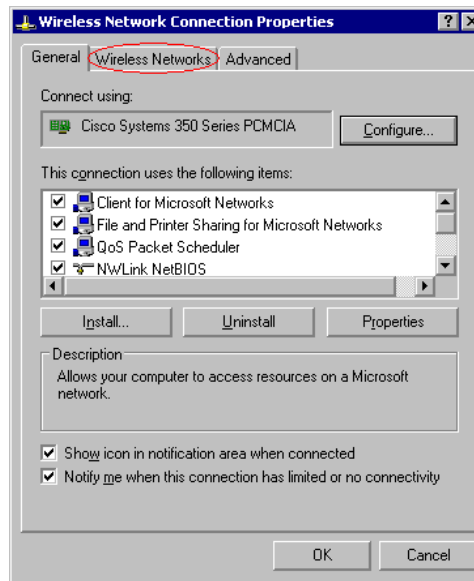 Wireless Network Connection Properties
General Wireless Networks Advanced
Connect using:
Cisco Systems 350 Series PCMCIA Configure...
This connection uses the following items:
Client for Microsoft Networks
File and Printer Sharing for Microsoft Networks
QoS Packet Scheduler
NWLink NetBIOS
Install... Uninstall Properties
Description
Allows your computer to access resources on a Microsoft
network.
Show icon in notification area when connected
Notify me when this connection has limited or no connectivity
OK Cancel